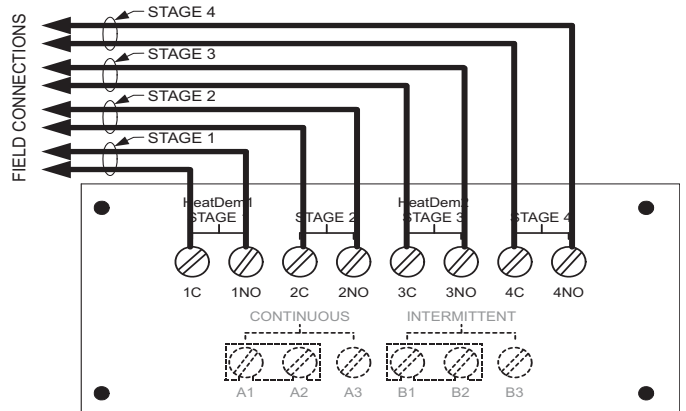 FIELD CONNECTIONS
STAGE 4
STAGE 3
STAGE 2
STAGE 1
HeatDem1 HeatDem2
STAGE 1 STAGE 2 STAGE 3 STAGE 4
1C 1NO 2C 2NO 3C 3NO 4C 4NO
CONTINUOUS INTERMITTENT
A1 A2 A3 B1 B2 B3